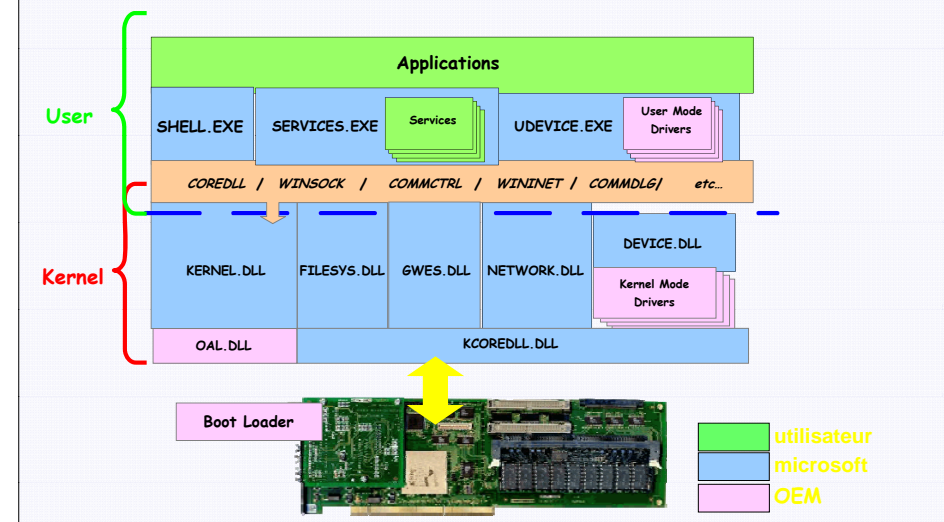 Applications
User
SHELL.EXE
SERVICES.EXE
Services
UDEVICE.EXE
User Mode
Drivers
COREDLL / WINSOCK / COMMCTRL / WININET / COMMDLG/ etc…
Kernel
KERNEL.DLL
FILESYS.DLL
GWES.DLL
NETWORK.DLL
DEVICE.DLL
Kernel Mode
Drivers
OAL.DLL
KCOREDLL.DLL
Boot Loader
utilisateur
microsoft
OEM